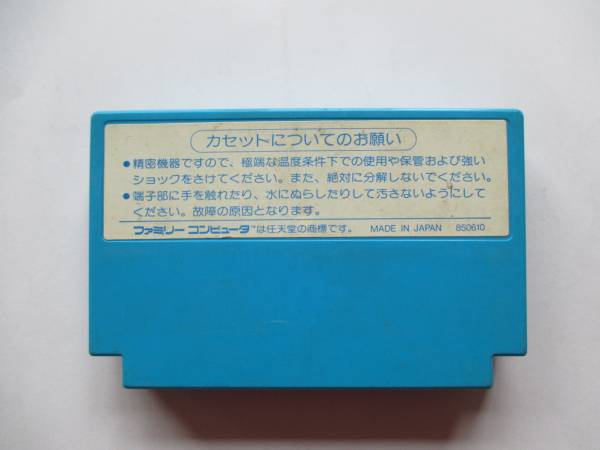 カセットについてのお願い
●精密機器ですので、極端な温度条件下での使用や保管および強い
ショックをさけてください。また、絶対に分解しないでください。
●端子部に手を触れたり、水にぬらしたりして汚さないようにして
ください。故障の原因となります。
ファミリーコンピュータ™は任天堂の商標です。 MADE IN JAPAN 850610